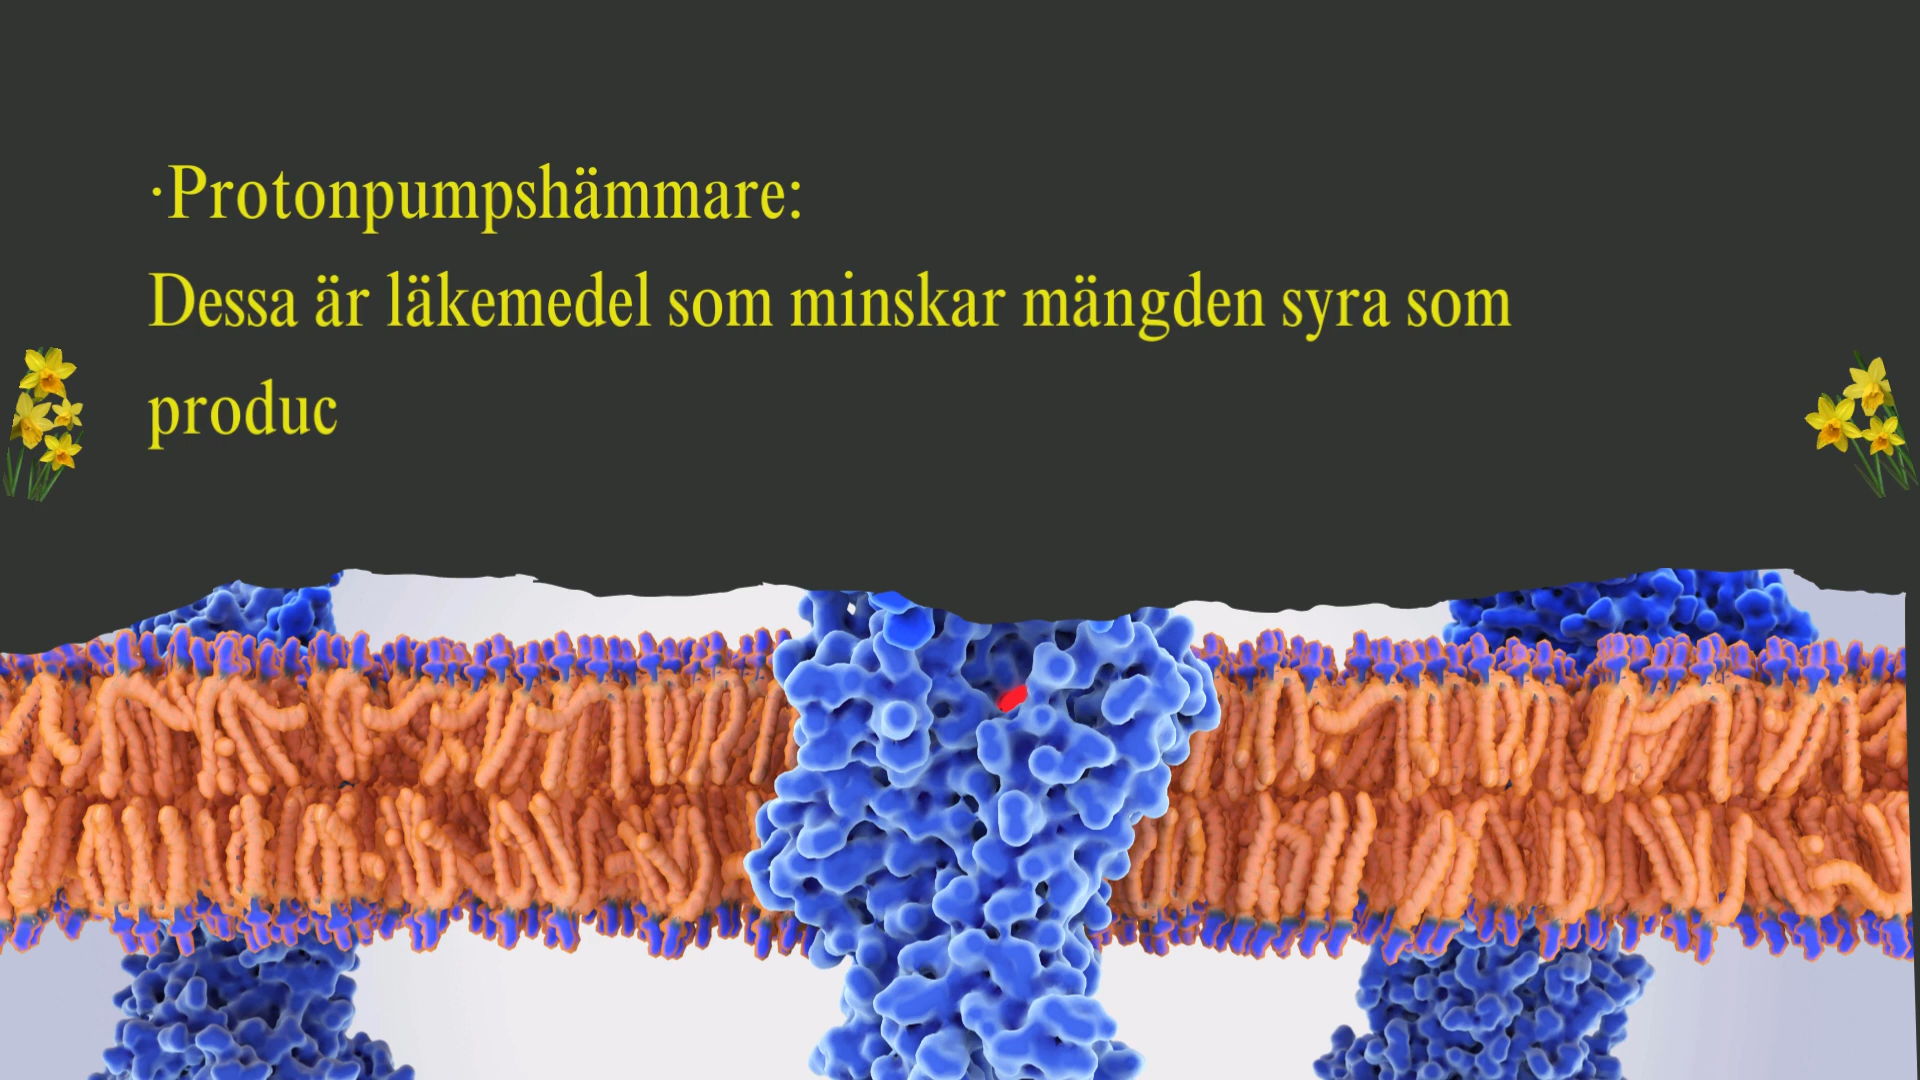 ·Protonpumpshämmare:
Dessa är läkemedel som minskar mängden syra som
produc